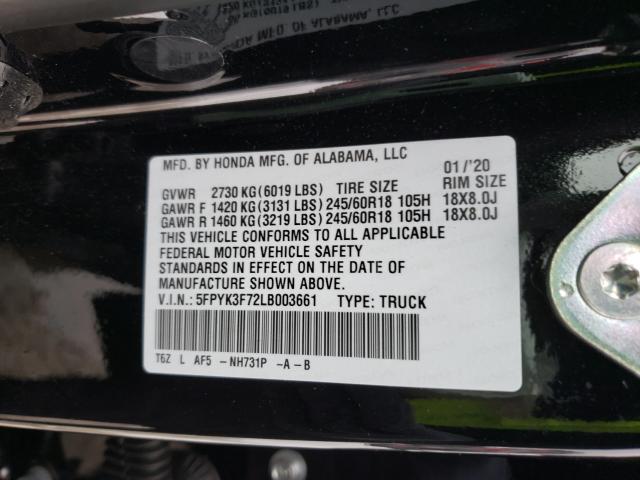 MFD. BY HONDA MFG. OF ALABAMA, LLC 01/'20
GVWR 2730 KG(6019 LBS) TIRE SIZE RIM SIZE
GAWR F 1420 KG(3131 LBS) 245/60R18 105H 18X8.0J
GAWR R 1460 KG(3219 LBS) 245/60R18 105H 18X8.0J
THIS VEHICLE CONFORMS TO ALL APPLICABLE
FEDERAL MOTOR VEHICLE SAFETY
STANDARDS IN EFFECT ON THE DATE OF
MANUFACTURE SHOWN ABOVE.
V.I.N.: 5FPYK3F72LB003661 TYPE: TRUCK
T6Z L AF5 -NH731P -A-B